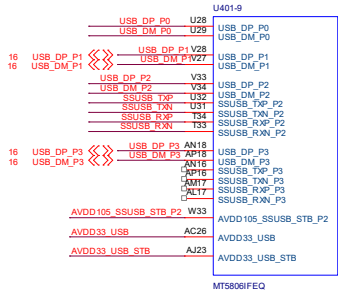 U401-9
USB_DP_P0 U28 USB_DP_P0
USB_DM_P0 U29 USB_DM_P0
16 USB_DP_P1 USB_DP_P1 V28 USB_DP_P1
16 USB_DM_P1 USB_DM_P1 V27 USB_DM_P1
USB_DP_P2 V33 USB_DP_P2
USB_DM_P2 V34 USB_DM_P2
SSUSB_TXP U32 SSUSB_TXP_P2
SSUSB_TXN U31 SSUSB_TXN_P2
SSUSB_RXP T34 SSUSB_RXP_P2
SSUSB_RXN T33 SSUSB_RXN_P2
16 USB_DP_P3 USB_DP_P3 AN18 USB_DP_P3
16 USB_DM_P3 USB_DM_P3 AP18 USB_DM_P3
AN16 SSUSB_TXP_P3
AP16 SSUSB_TXN_P3
AM17 SSUSB_RXP_P3
AL17 SSUSB_RXN_P3
AVDD105_SSUSB_STB_P2 W33 AVDD105_SSUSB_STB_P2
AVDD33_USB AC26 AVDD33_USB
AVDD33_USB_STB AJ23 AVDD33_USB_STB
MT5806IFEQ